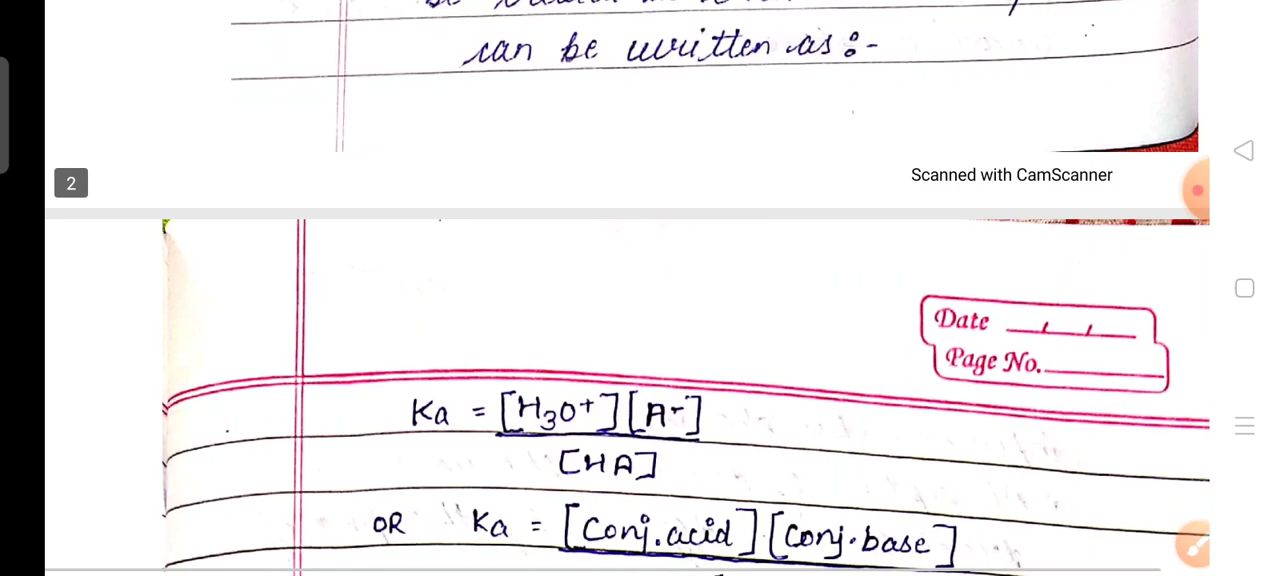 can be written as :-
2
Scanned with CamScanner
Date
Page No.
Ka = [H3O+][A-]
[HA]
OR Ka = [Conj. acid][Conj. base]